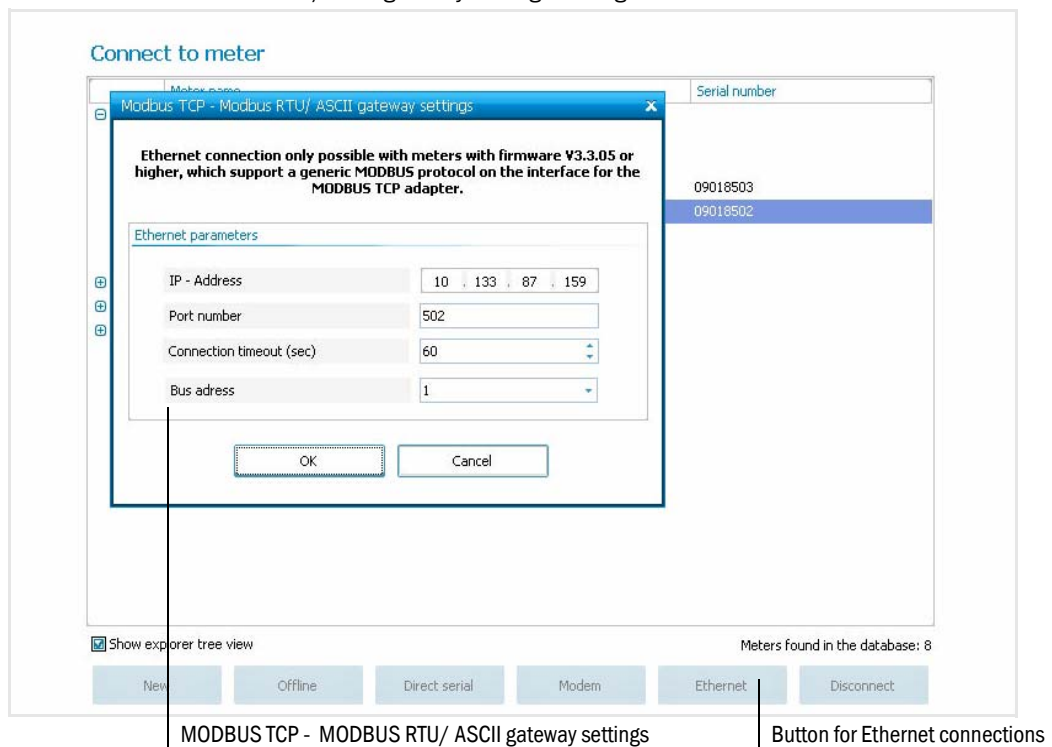 Connect to meter
Meter name Serial number
Modbus TCP - Modbus RTU/ ASCII gateway settings x
Ethernet connection only possible with meters with firmware V3.3.05 or
higher, which support a generic MODBUS protocol on the interface for the
MODBUS TCP adapter.
09018503
09018502
Ethernet parameters
IP - Address 10 . 133 . 87 . 159
Port number 502
Connection timeout (sec) 60
Bus adress 1
OK Cancel
Show explorer tree view Meters found in the database: 8
New Offline Direct serial Modem Ethernet Disconnect
MODBUS TCP - MODBUS RTU/ ASCII gateway settings Button for Ethernet connections